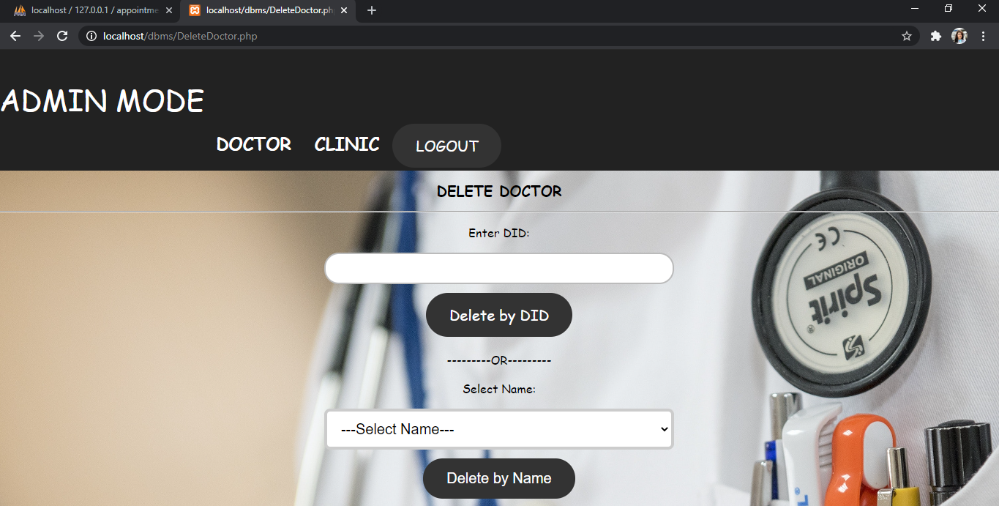 localhost / 127.0.0.1 / appointme
localhost/dbms/DeleteDoctor.ph
localhost/dbms/DeleteDoctor.php
ADMIN MODE
DOCTOR CLINIC LOGOUT
DELETE DOCTOR
Enter DID:
Delete by DID
---------OR---------
Select Name:
---Select Name---
Delete by Name
CE
ORIGINAL
Spirit®